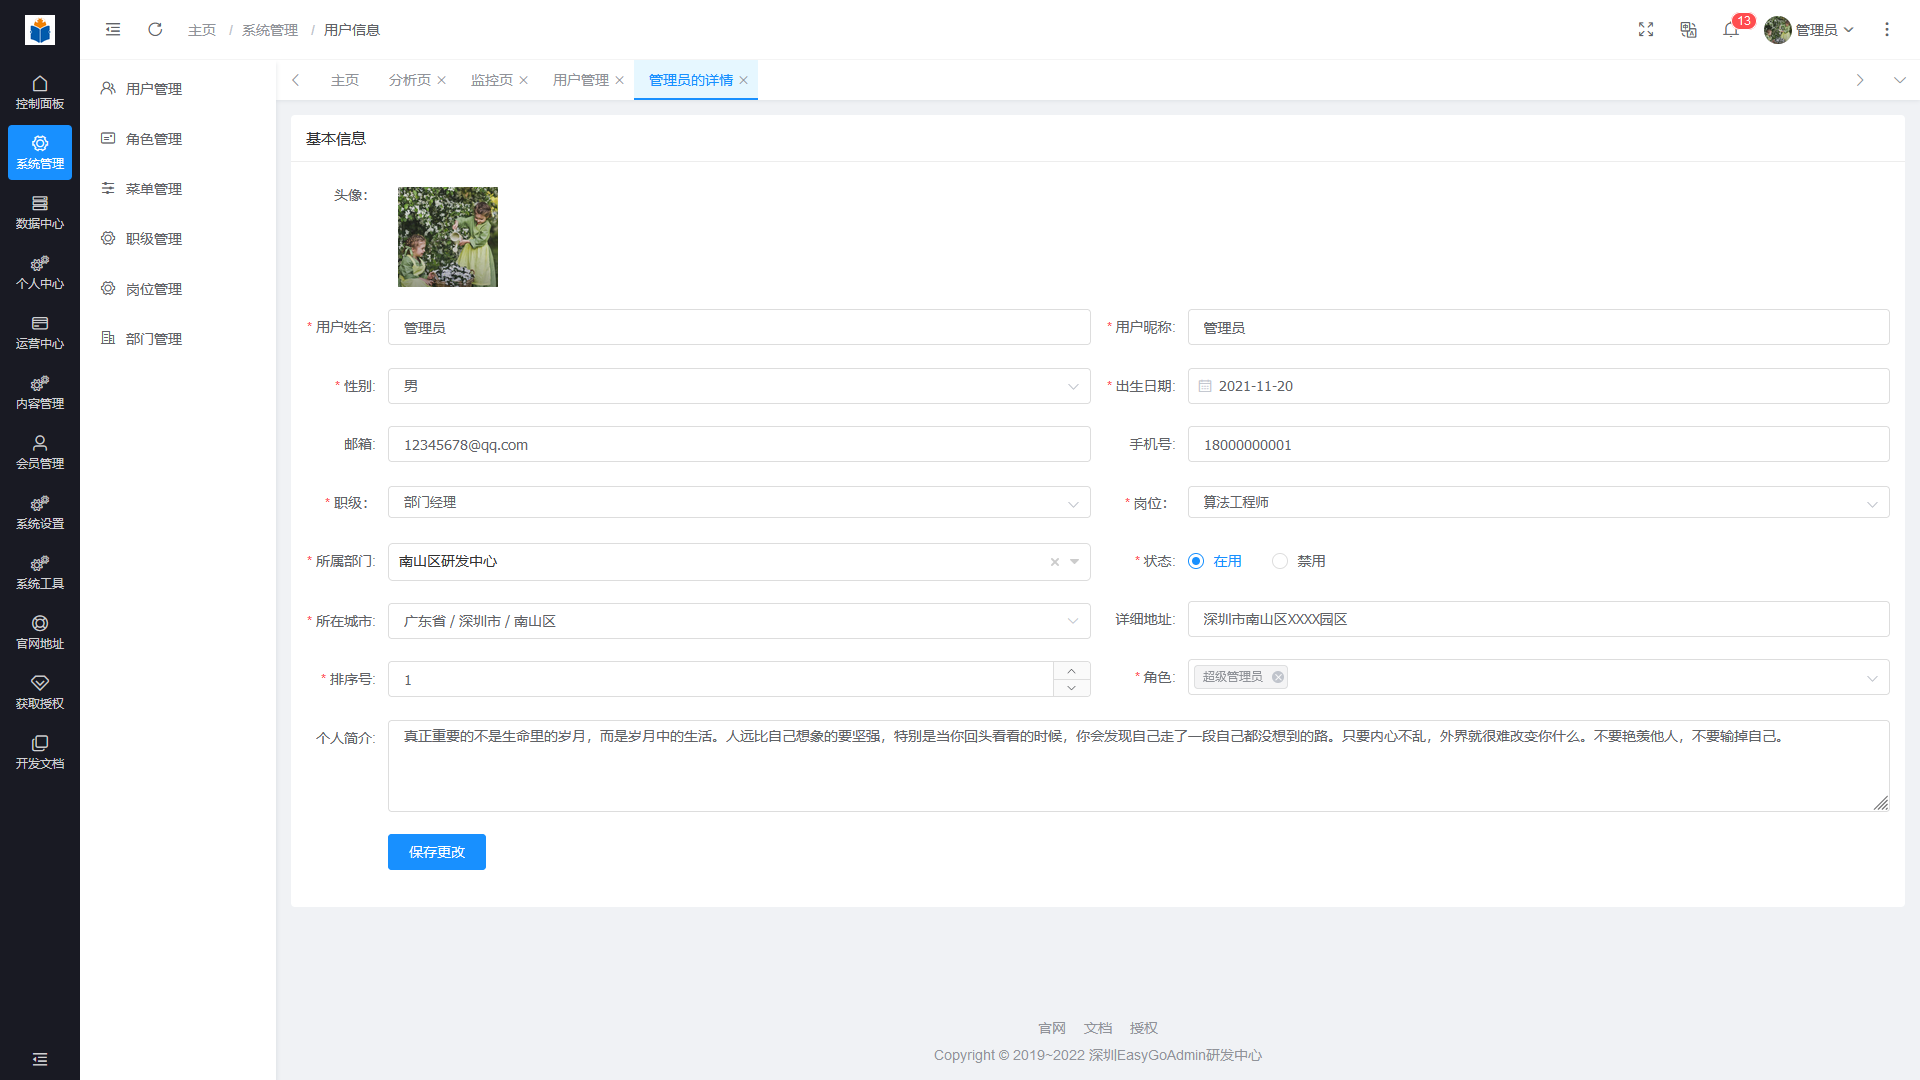 主页 / 系统管理 / 用户信息
13
管理员
控制面板
系统管理
数据中心
个人中心
运营中心
内容管理
会员管理
系统设置
系统工具
官网地址
获取授权
开发文档
用户管理
角色管理
菜单管理
职级管理
岗位管理
部门管理
主页 分析页 监控页 用户管理 管理员的详情
基本信息
头像：
* 用户姓名: 管理员
* 用户昵称: 管理员
* 性别: 男
* 出生日期: 2021-11-20
邮箱: 12345678@qq.com
手机号: 18000000001
* 职级： 部门经理
* 岗位： 算法工程师
* 所属部门: 南山区研发中心
* 状态: 在用 禁用
* 所在城市: 广东省 / 深圳市 / 南山区
详细地址: 深圳市南山区XXXX园区
* 排序号: 1
* 角色: 超级管理员
个人简介: 真正重要的不是生命里的岁月，而是岁月中的生活。人远比自己想象的要坚强，特别是当你回头看看的时候，你会发现自己走了一段自己都没想到的路。只要内心不乱，外界就很难改变你什么。不要艳羡他人，不要输掉自己。
保存更改
官网 文档 授权
Copyright © 2019~2022 深圳EasyGoAdmin研发中心